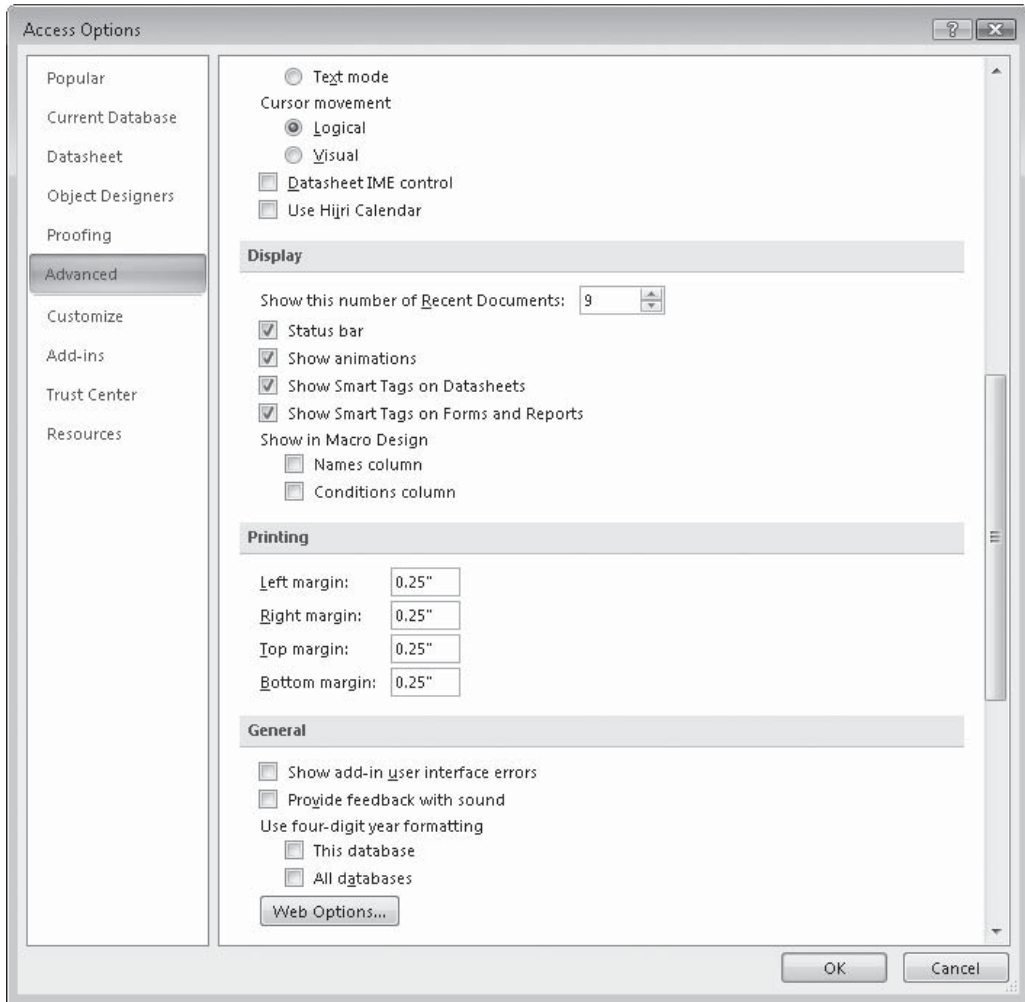 Access Options
Popular
Current Database
Datasheet
Object Designers
Proofing
Advanced
Customize
Add-ins
Trust Center
Resources
Text mode
Cursor movement
Logical
Visual
Datasheet IME control
Use Hijri Calendar
Display
Show this number of Recent Documents: 9
Status bar
Show animations
Show Smart Tags on Datasheets
Show Smart Tags on Forms and Reports
Show in Macro Design
Names column
Conditions column
Printing
Left margin: 0.25"
Right margin: 0.25"
Top margin: 0.25"
Bottom margin: 0.25"
General
Show add-in user interface errors
Provide feedback with sound
Use four-digit year formatting
This database
All databases
Web Options...
OK Cancel